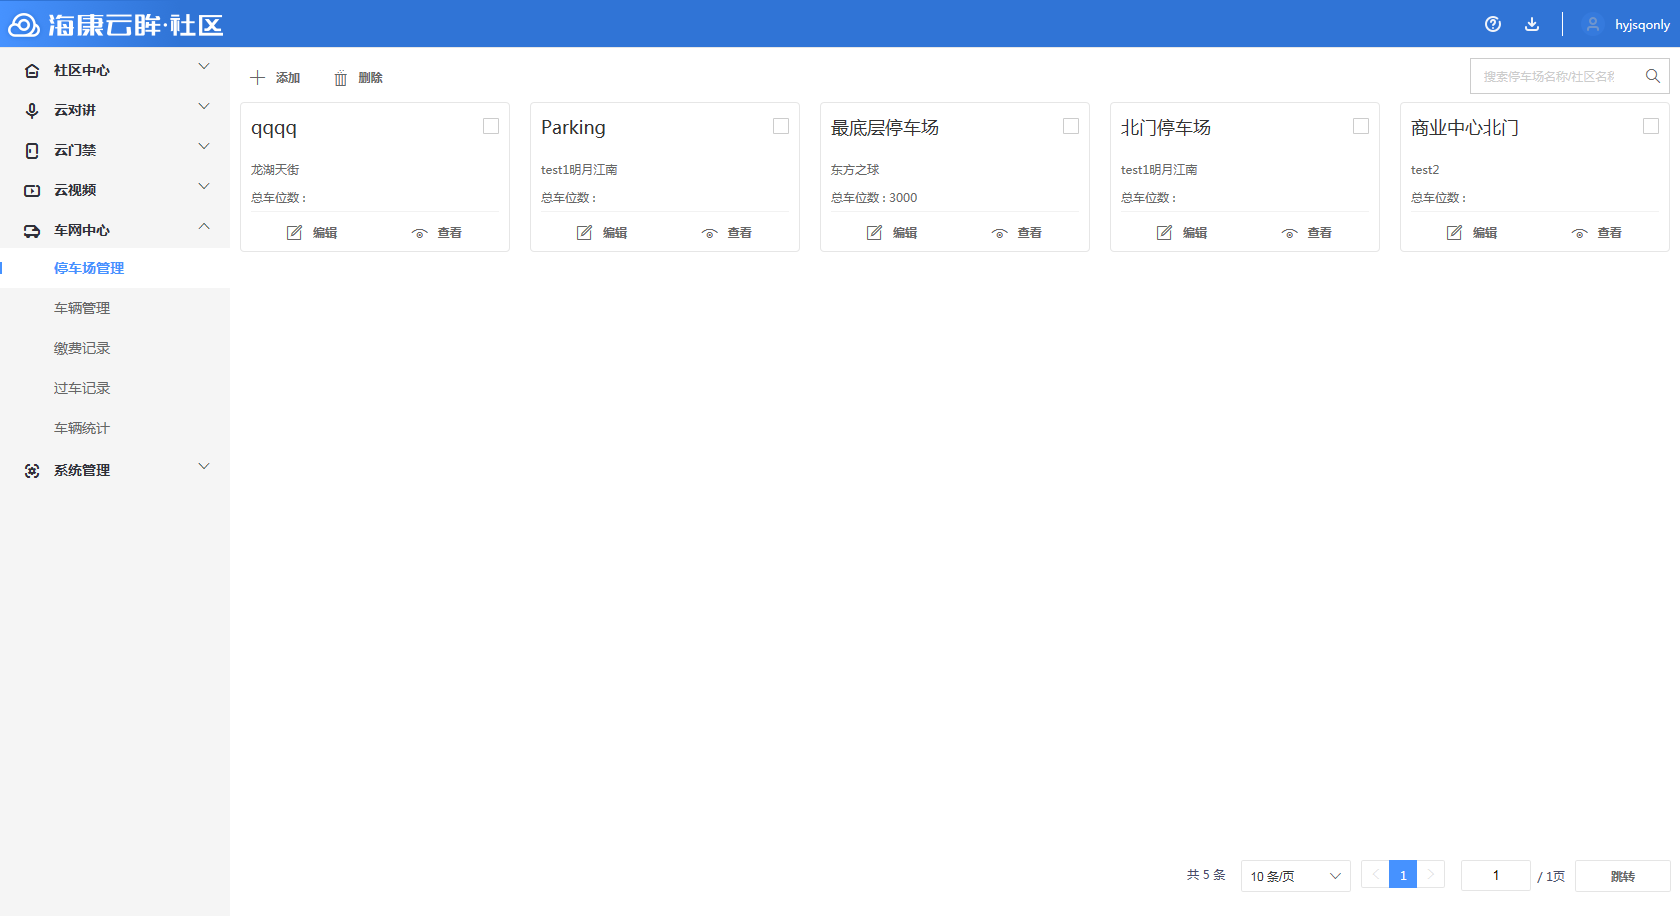 海康云眸·社区
hyjsqonly
社区中心
云对讲
云门禁
云视频
车网中心
停车场管理
车辆管理
缴费记录
过车记录
车辆统计
系统管理
添加 删除
搜索停车场名称/社区名称
qqqq
龙湖天街
总车位数 :
编辑 查看
Parking
test1明月江南
总车位数 :
编辑 查看
最底层停车场
东方之球
总车位数 : 3000
编辑 查看
北门停车场
test1明月江南
总车位数 :
编辑 查看
商业中心北门
test2
总车位数 :
编辑 查看
共 5 条 10 条/页 1 1 / 1页 跳转